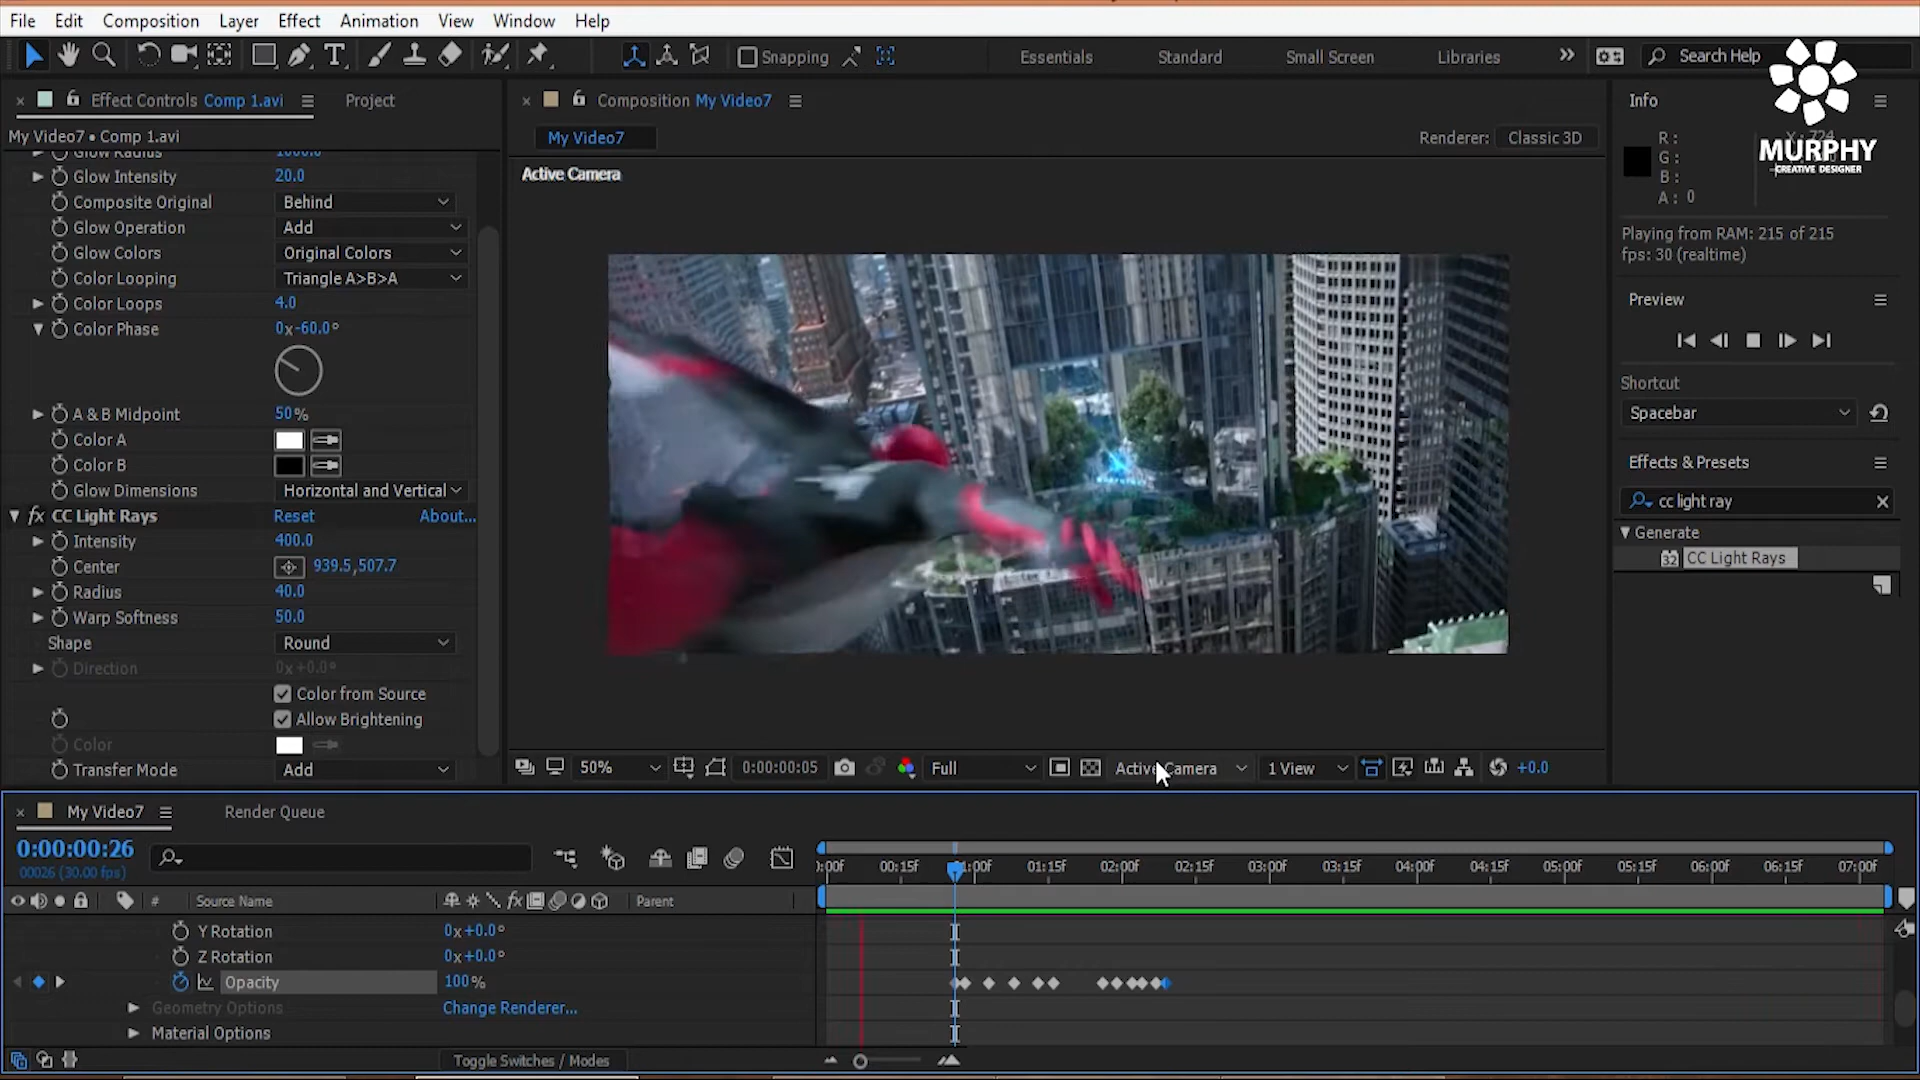 File Edit Composition Layer Effect Animation View Window Help
Snapping Essentials Standard Small Screen Libraries Search Help
Effect Controls Comp 1.avi Project
My Video7 • Comp 1.avi
Glow Radius 1000.0
Glow Intensity 20.0
Composite Original Behind
Glow Operation Add
Glow Colors Original Colors
Color Looping Triangle A>B>A
Color Loops 4.0
Color Phase 0x-60.0°
A & B Midpoint 50%
Color A
Color B
Glow Dimensions Horizontal and Vertical
fx CC Light Rays Reset About...
Intensity 400.0
Center 939.5,507.7
Radius 40.0
Warp Softness 50.0
Shape Round
Direction 0x+0.0°
Color from Source
Allow Brightening
Color
Transfer Mode Add
Composition My Video7
My Video7 Renderer: Classic 3D
Active Camera
50% 0:00:00:05 Full Active Camera 1 View +0.0
Info
R:
G:
B:
A: 0
MURPHY
CREATIVE DESIGNER
Playing from RAM: 215 of 215
fps: 30 (realtime)
Preview
Shortcut
Spacebar
Effects & Presets
cc light ray
Generate
32 CC Light Rays
My Video7 Render Queue
0:00:00:26
00026 (30.00 fps)
# Source Name fx Parent
00:15f 01:00f 01:15f 02:00f 02:15f 03:00f 03:15f 04:00f 04:15f 05:00f 05:15f 06:00f 06:15f 07:00f
Y Rotation 0x+0.0°
Z Rotation 0x+0.0°
Opacity 100%
Geometry Options Change Renderer...
Material Options
Toggle Switches / Modes